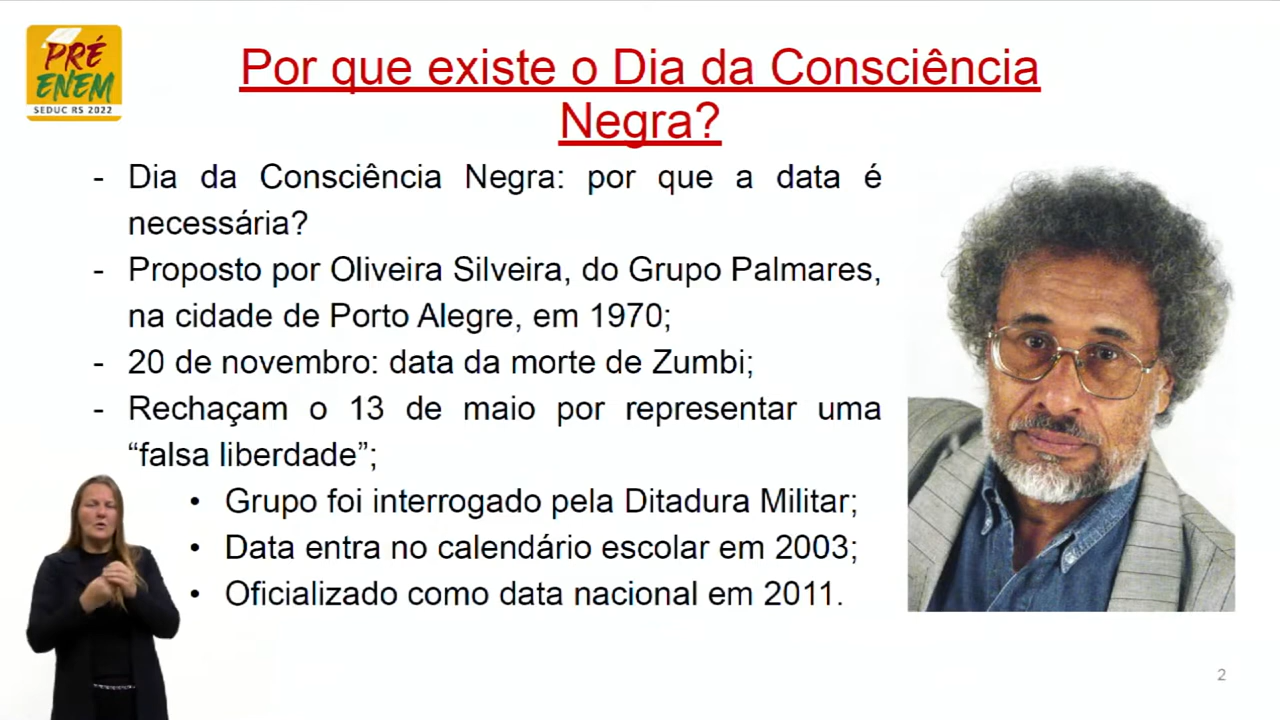 PRÉ
ENEM
SEDUC RS 2022
Por que existe o Dia da Consciência
Negra?
- Dia da Consciência Negra: por que a data é
necessária?
- Proposto por Oliveira Silveira, do Grupo Palmares,
na cidade de Porto Alegre, em 1970;
- 20 de novembro: data da morte de Zumbi;
- Rechaçam o 13 de maio por representar uma
“falsa liberdade”;
• Grupo foi interrogado pela Ditadura Militar;
• Data entra no calendário escolar em 2003;
• Oficializado como data nacional em 2011.
2